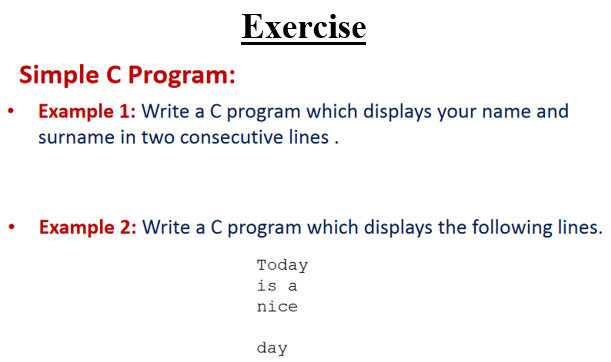 Exercise
Simple C Program:
• Example 1: Write a C program which displays your name and
surname in two consecutive lines .
• Example 2: Write a C program which displays the following lines.
Today
is a
nice
day